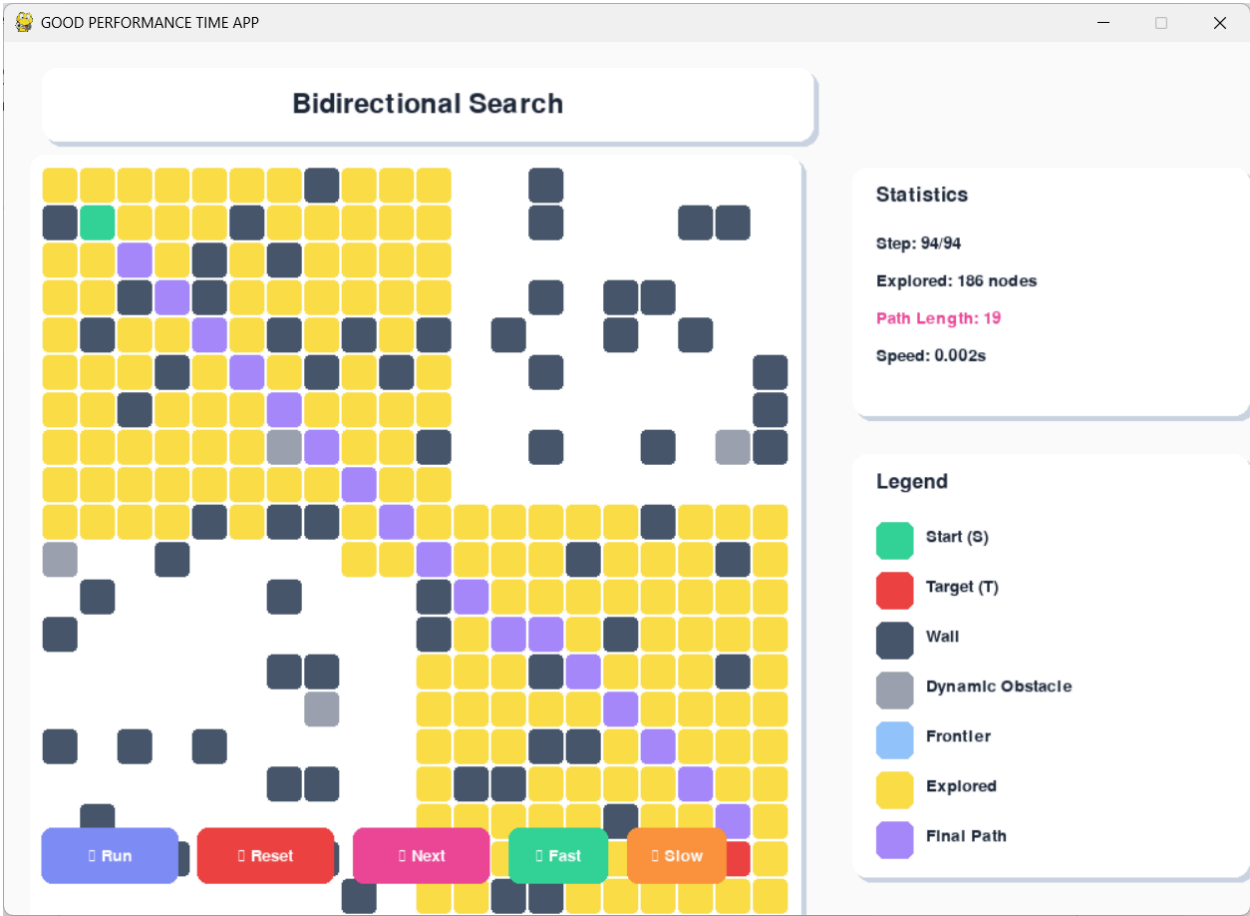 GOOD PERFORMANCE TIME APP
Bidirectional Search
Statistics
Step: 94/94
Explored: 186 nodes
Path Length: 19
Speed: 0.002s
Legend
Start (S)
Target (T)
Wall
Dynamic Obstacle
Frontier
Explored
Final Path
Run
Reset
Next
Fast
Slow